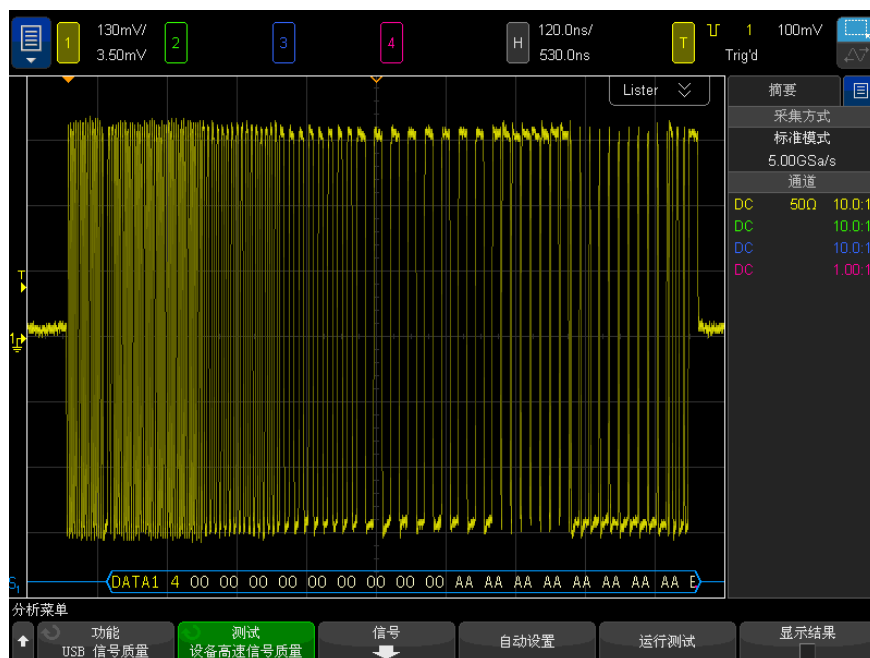 1 130mV/ 2 3 4 H 120.0ns/ T 1 100mV
3.50mV/ 530.0ns Trig'd
Lister
摘要
采集方式
标准模式
5.00GSa/s
通道
DC 50Ω 10.0:1
DC 10.0:1
DC 10.0:1
DC 1.00:1
T
1
S1
DATA1 4 00 00 00 00 00 00 00 00 00 AA AA AA AA AA AA AA AA E
分析菜单
功能 测试 信号 自动设置 运行测试 显示结果
USB 信号质量 设备高速信号质量